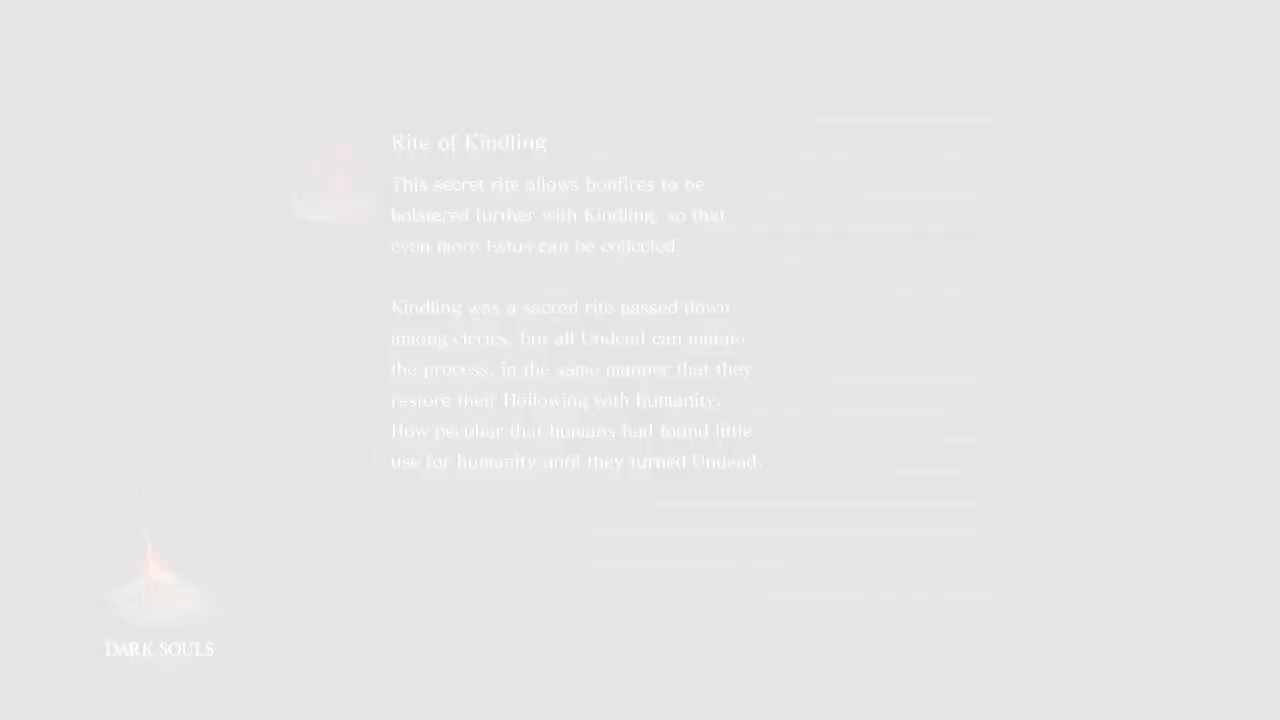 Rite of Kindling
This secret rite allows bonfires to be
bolstered further with Kindling, so that
even more Estus can be collected.
Kindling was a sacred rite passed down
among clerics, but all Undead can imitate
the process, in the same manner that they
restore their Hollowing with humanity.
How peculiar that humans had found little
use for humanity until they turned Undead.
DARK SOULS